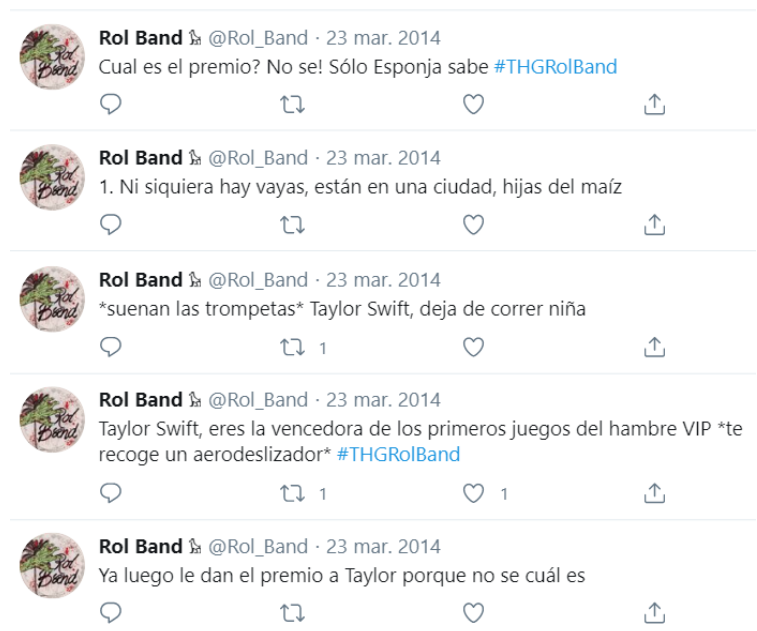 Rol Band @Rol_Band · 23 mar. 2014
Cual es el premio? No se! Sólo Esponja sabe #THGRolBand
Rol Band @Rol_Band · 23 mar. 2014
1. Ni siquiera hay vayas, están en una ciudad, hijas del maíz
Rol Band @Rol_Band · 23 mar. 2014
*suenan las trompetas* Taylor Swift, deja de correr niña
1
Rol Band @Rol_Band · 23 mar. 2014
Taylor Swift, eres la vencedora de los primeros juegos del hambre VIP *te
recoge un aerodeslizador* #THGRolBand
1 1
Rol Band @Rol_Band · 23 mar. 2014
Ya luego le dan el premio a Taylor porque no se cuál es